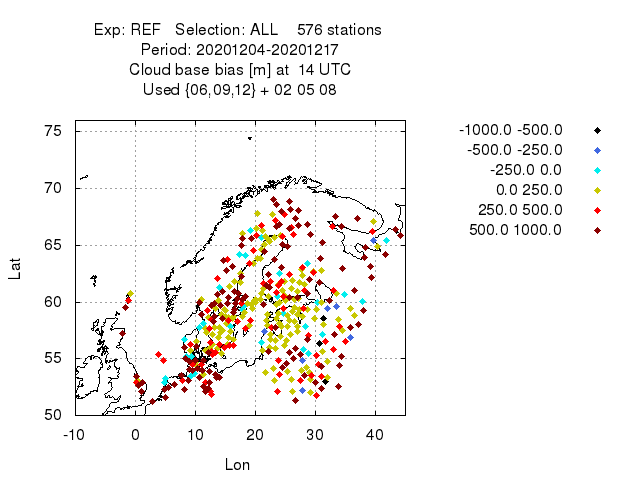 Exp: REF   Selection: ALL    576 stations
Period: 20201204-20201217
Cloud base bias [m] at  14 UTC
Used {06,09,12} + 02 05 08
-1000.0 -500.0
-500.0 -250.0
-250.0 0.0
0.0 250.0
250.0 500.0
500.0 1000.0
75
70
65
60
55
50
Lat
-10 0 10 20 30 40
Lon